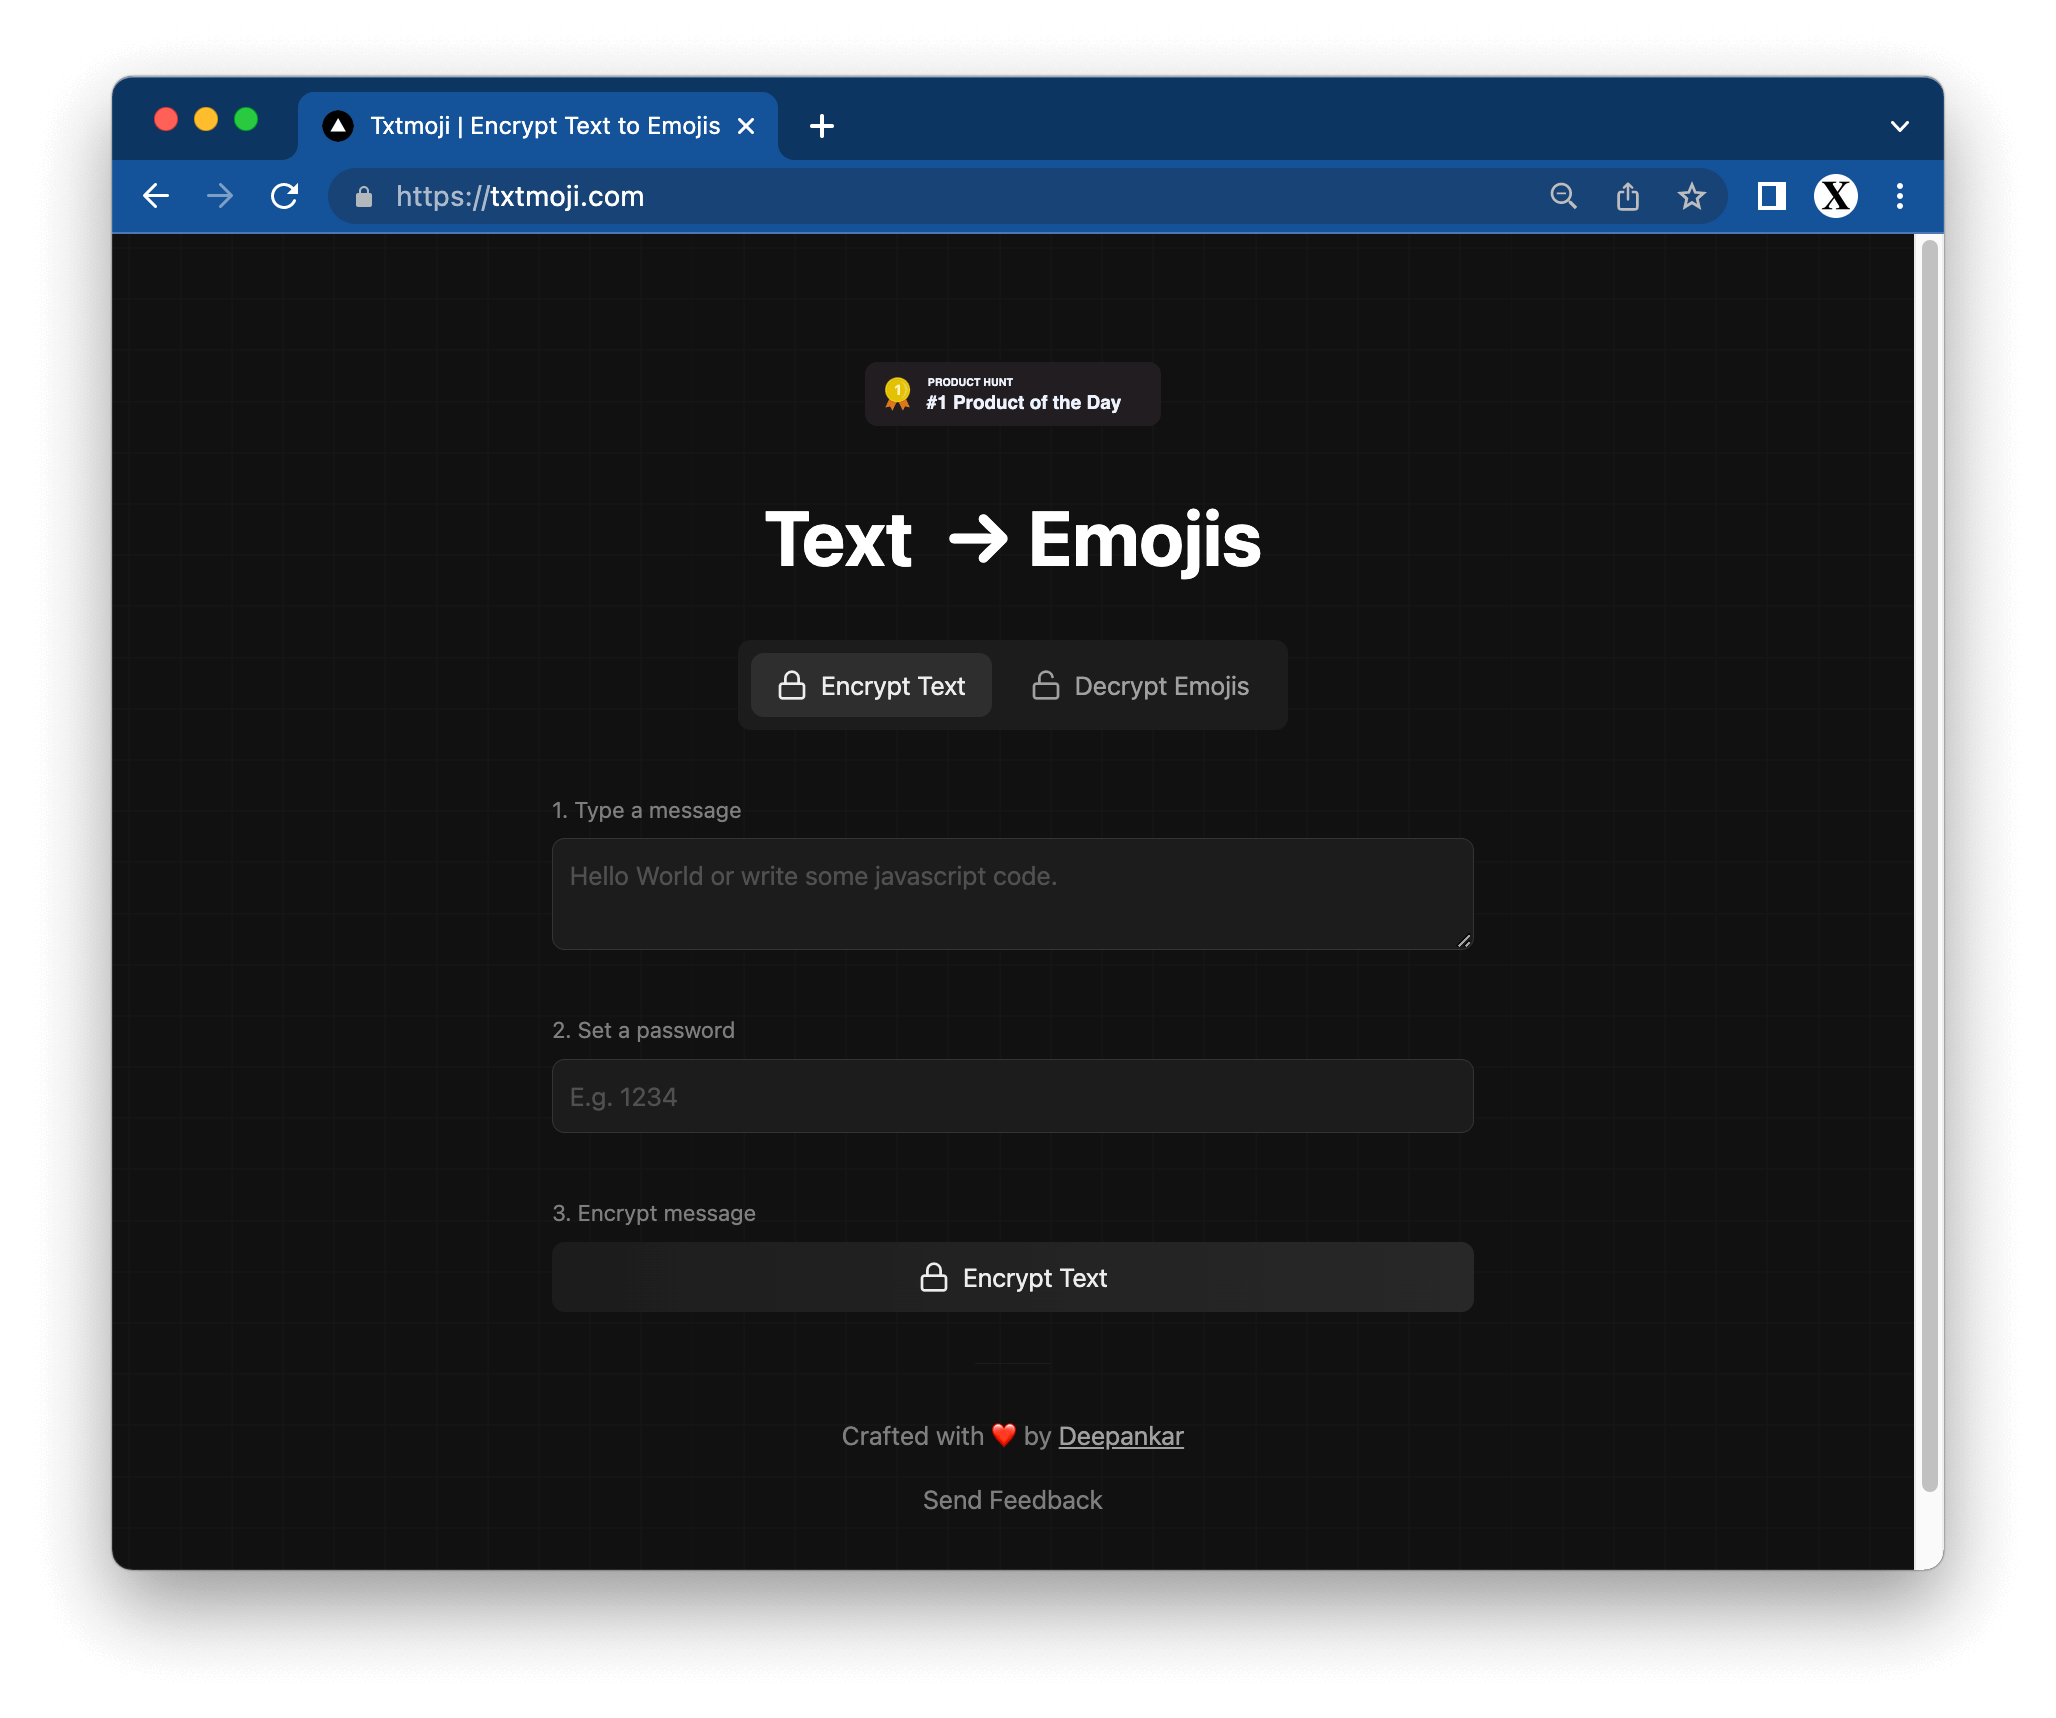 Txtmoji | Encrypt Text to Emojis
https://txtmoji.com
X
1
PRODUCT HUNT
#1 Product of the Day
Text → Emojis
Encrypt Text
Decrypt Emojis
1. Type a message
Hello World or write some javascript code.
2. Set a password
E.g. 1234
3. Encrypt message
Encrypt Text
Crafted with ❤️ by Deepankar
Send Feedback